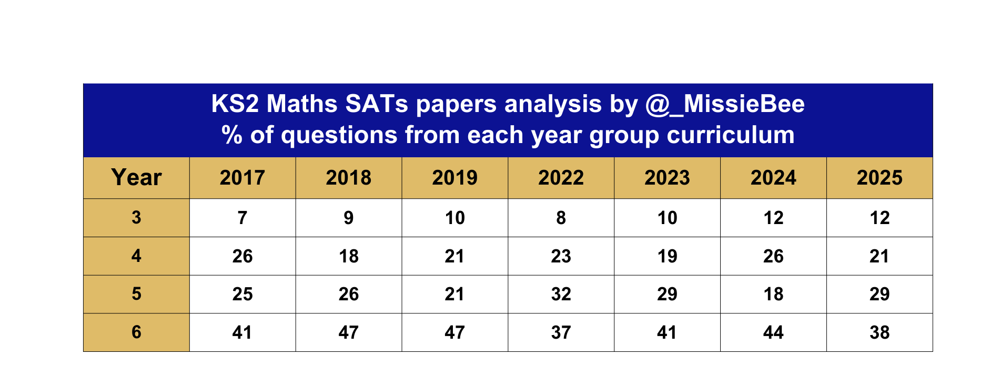 KS2 Maths SATs papers analysis by @_MissieBee
% of questions from each year group curriculum
Year 2017 2018 2019 2022 2023 2024 2025
3 7 9 10 8 10 12 12
4 26 18 21 23 19 26 21
5 25 26 21 32 29 18 29
6 41 47 47 37 41 44 38